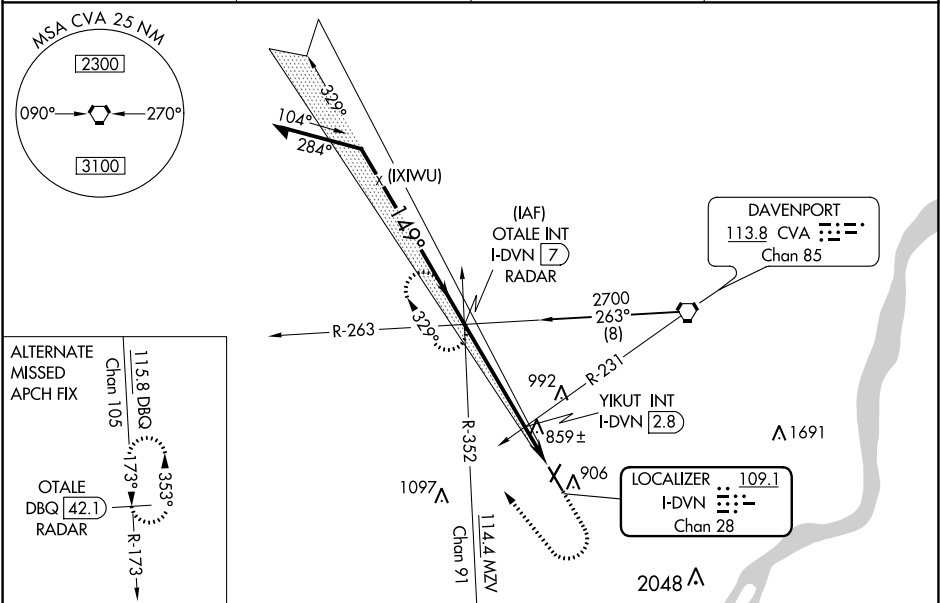 MSA CVA 25 NM
2300
090°
270°
3100
329°
104°
284°
(IXIWU)
149°
(IAF)
OTALE INT
I-DVN 7
RADAR
DAVENPORT
113.8 CVA
Chan 85
2700
263°
(8)
R-263
329°
R-231
992
YIKUT INT
I-DVN 2.8
859±
1691
R-352
906
LOCALIZER 109.1
I-DVN
Chan 28
1097
114.4 MZV
Chan 91
2048
ALTERNATE
MISSED
APCH FIX
115.8 DBQ
Chan 105
173°
353°
OTALE
DBQ 42.1
RADAR
R-173